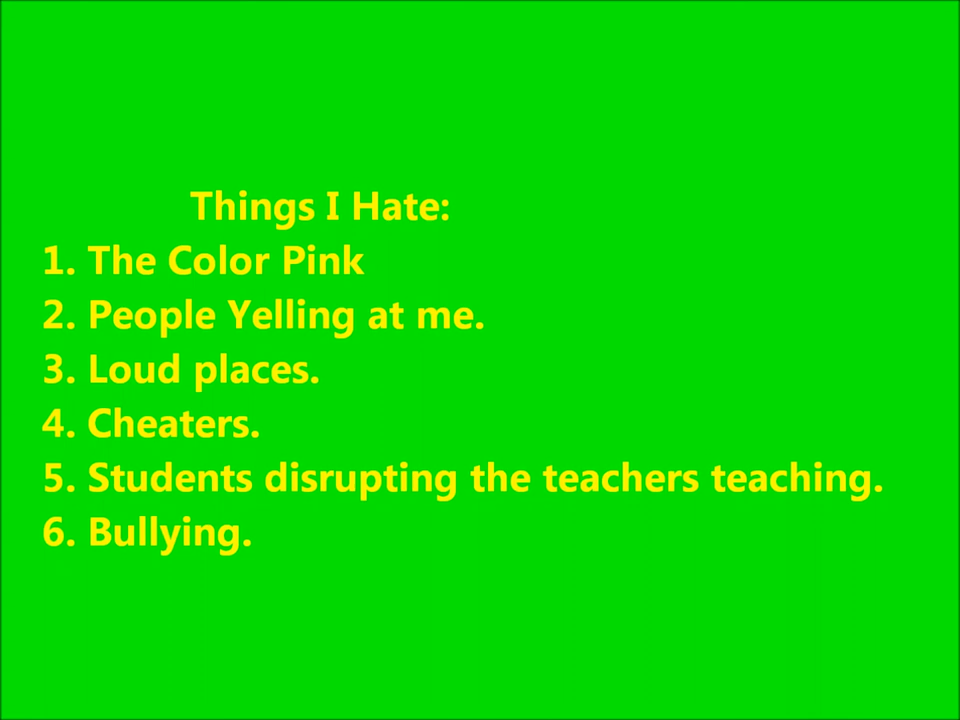 Things I Hate:
1. The Color Pink
2. People Yelling at me.
3. Loud places.
4. Cheaters.
5. Students disrupting the teachers teaching.
6. Bullying.